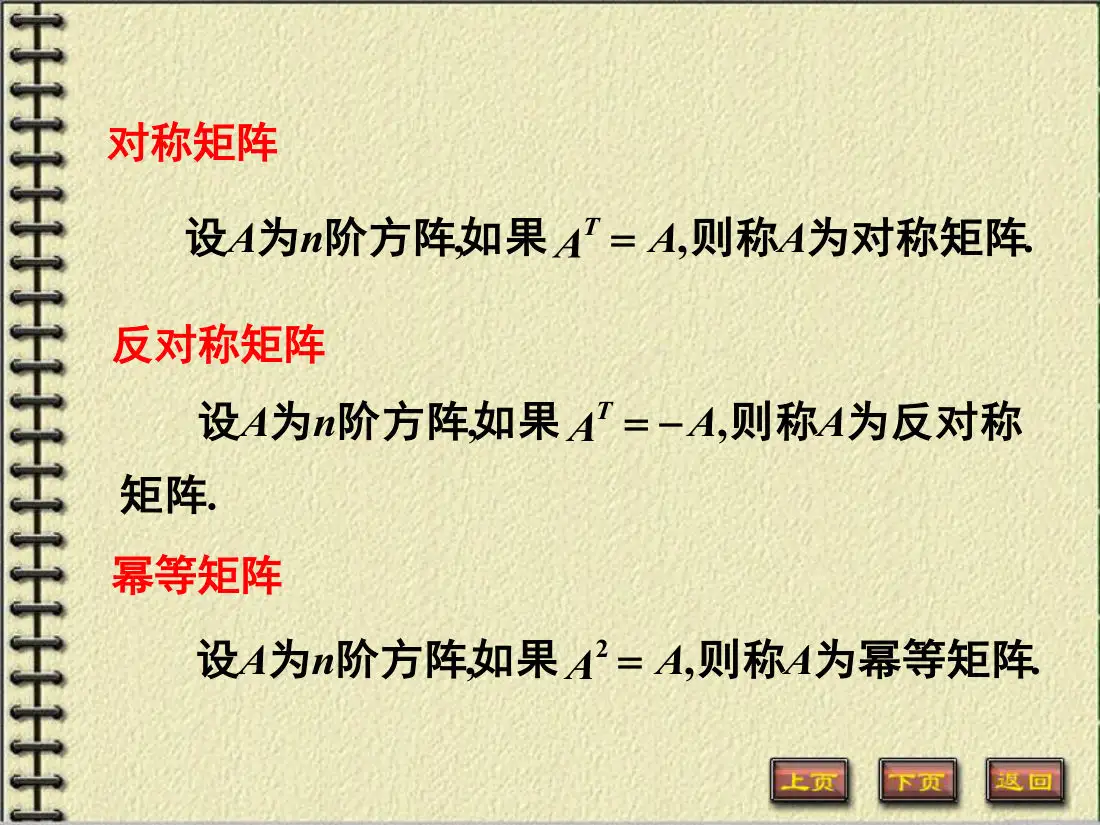 对称矩阵
设A为n阶方阵,如果 Aᵀ = A,则称A为对称矩阵.
反对称矩阵
设A为n阶方阵,如果 Aᵀ = −A,则称A为反对称
矩阵.
幂等矩阵
设A为n阶方阵,如果 A² = A,则称A为幂等矩阵.
上页 下页 返回